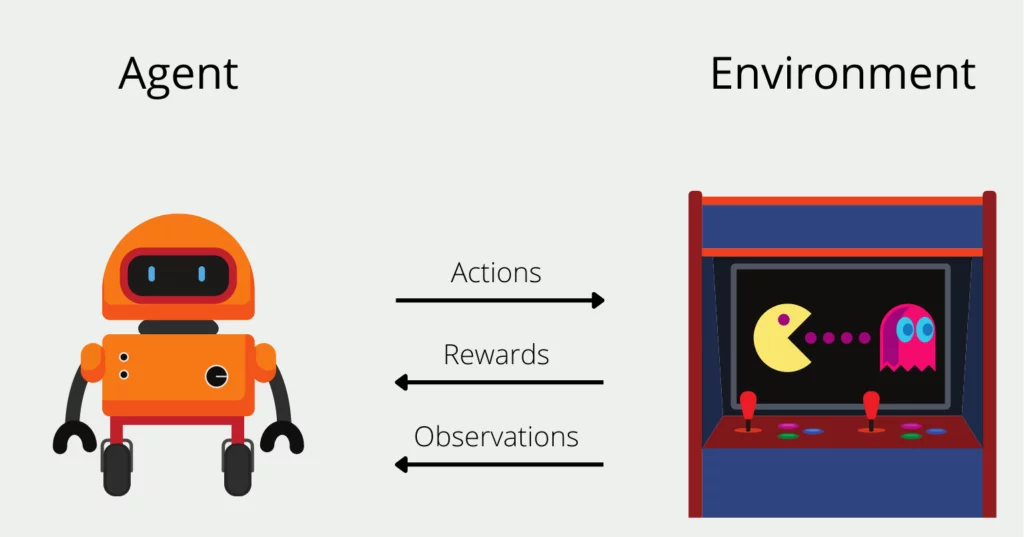 Agent
Environment
Actions
Rewards
Observations